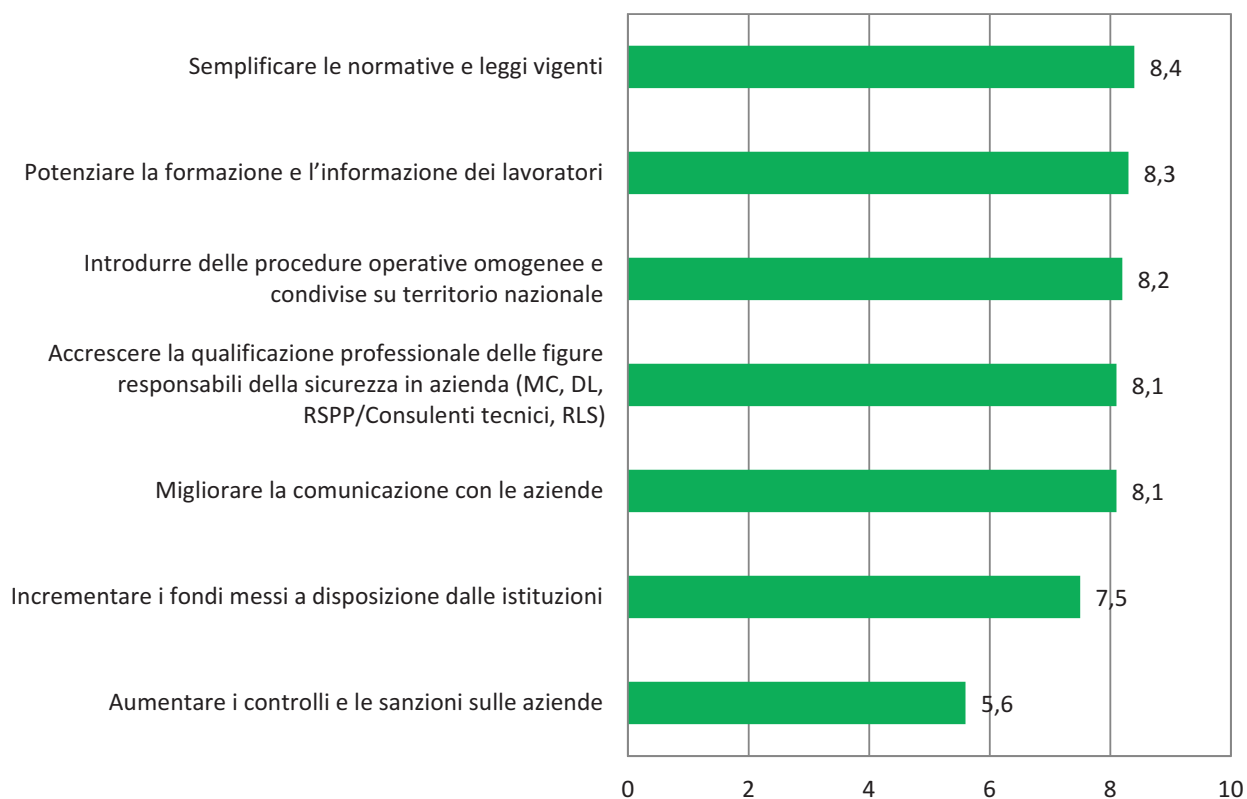 Semplificare le normative e leggi vigenti
8,4
Potenziare la formazione e l’informazione dei lavoratori
8,3
Introdurre delle procedure operative omogenee e
condivise su territorio nazionale
8,2
Accrescere la qualificazione professionale delle figure
responsabili della sicurezza in azienda (MC, DL,
RSPP/Consulenti tecnici, RLS)
8,1
Migliorare la comunicazione con le aziende
8,1
Incrementare i fondi messi a disposizione dalle istituzioni
7,5
Aumentare i controlli e le sanzioni sulle aziende
5,6
0 2 4 6 8 10